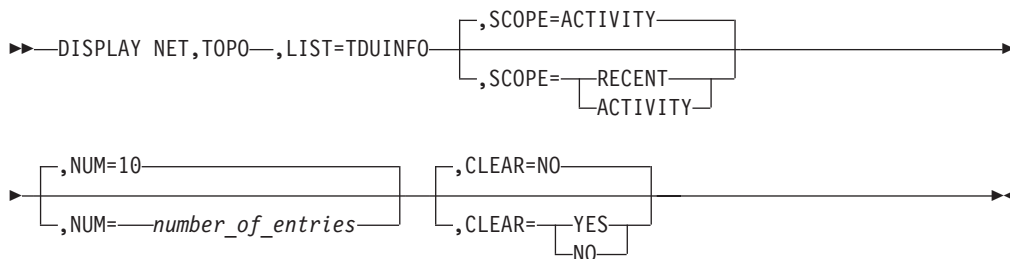 ,SCOPE=ACTIVITY
DISPLAY NET,TOPO ,LIST=TDUINFO
,SCOPE= RECENT
ACTIVITY
,NUM=10 ,CLEAR=NO
,NUM= number_of_entries ,CLEAR= YES
NO